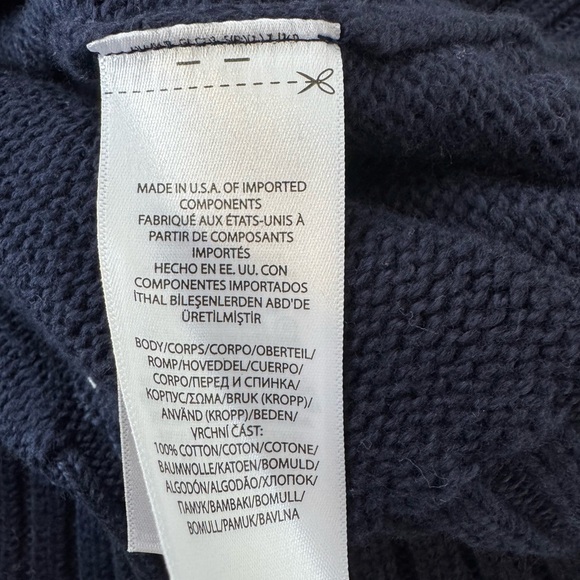 MADE IN U.S.A. OF IMPORTED
COMPONENTS
FABRIQUÉ AUX ÉTATS-UNIS À
PARTIR DE COMPOSANTS
IMPORTÉS
HECHO EN EE. UU. CON
COMPONENTES IMPORTADOS
İTHAL BİLEŞENLERDEN ABD'DE
ÜRETİLMİŞTİR
BODY/CORPS/CORPO/OBERTEIL/
ROMP/HOVEDDEL/CUERPO/
CORPO/ПЕРЕД И СПИНКА/
КОРПУС/ΣΩΜΑ/BRUK (KROPP)/
ANVÄND (KROPP)/BEDEN/
VRCHNÍ ČÁST:
100% COTTON/COTON/COTONE/
BAUMWOLLE/KATOEN/BOMULD/
ALGODÓN/ALGODÃO/ХЛОПОК/
ПАМУК/ΒΑΜΒΑΚΙ/BOMULL/
BOMULL/PAMUK/BAVLNA